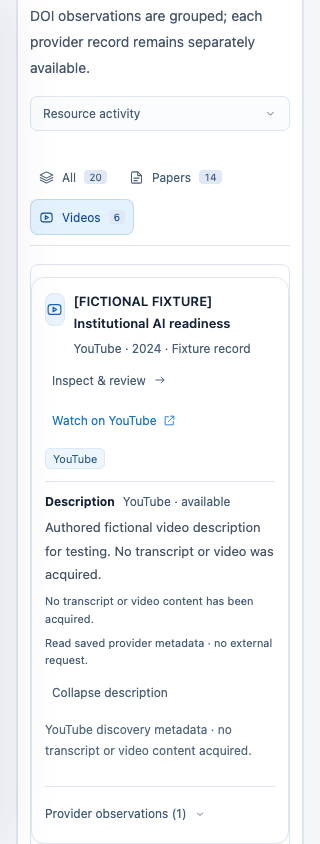 DOI observations are grouped; each
provider record remains separately
available.
Resource activity
All 20 Papers 14
Videos 6
[FICTIONAL FIXTURE]
Institutional AI readiness
YouTube · 2024 · Fixture record
Inspect & review →
Watch on YouTube
YouTube
Description YouTube · available
Authored fictional video description
for testing. No transcript or video was
acquired.
No transcript or video content has been
acquired.
Read saved provider metadata · no external
request.
Collapse description
YouTube discovery metadata · no
transcript or video content acquired.
Provider observations (1)